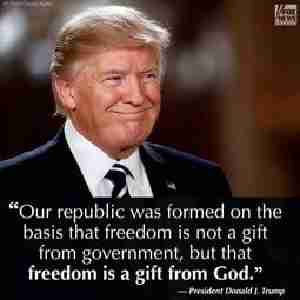 “Our republic was formed on the
basis that freedom is not a gift
from government, but that
freedom is a gift from God.”
— President Donald J. Trump